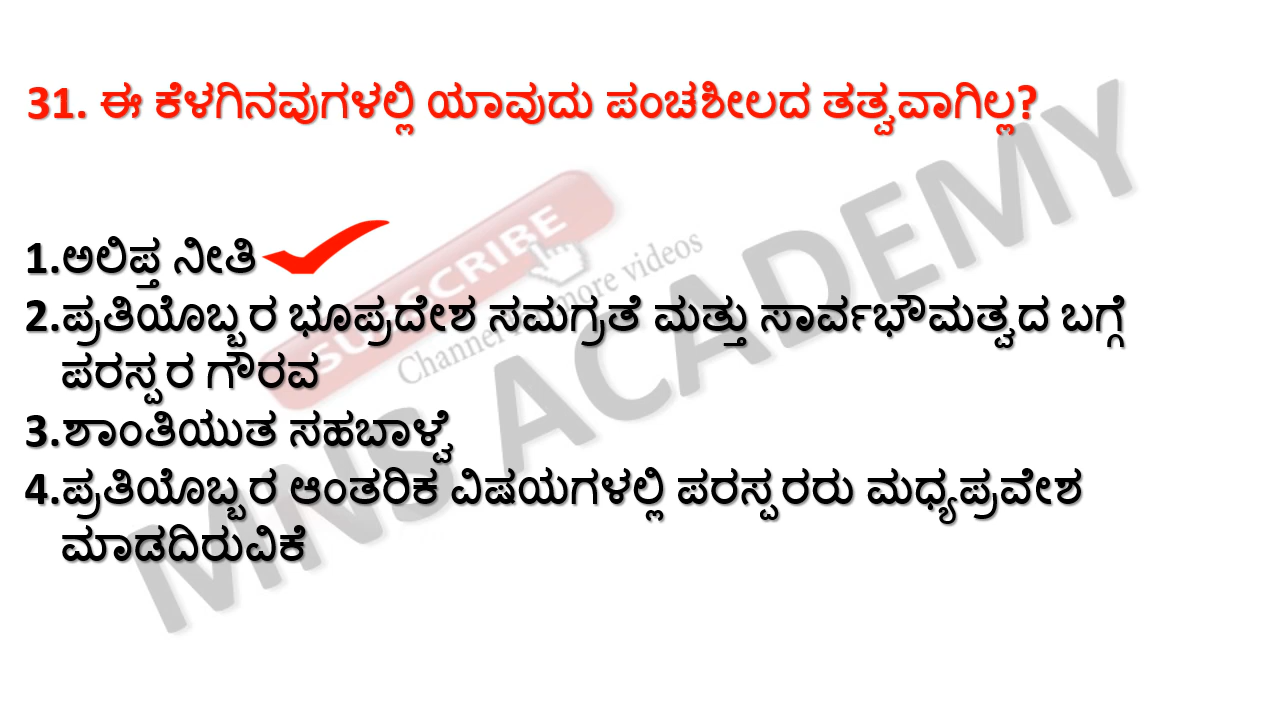 31. ಈ ಕೆಳಗಿನವುಗಳಲ್ಲಿ ಯಾವುದು ಪಂಚಶೀಲದ ತತ್ವವಾಗಿಲ್ಲ?
1.ಅಲಿಪ್ತ ನೀತಿ
2.ಪ್ರತಿಯೊಬ್ಬರ ಭೂಪ್ರದೇಶ ಸಮಗ್ರತೆ ಮತ್ತು ಸಾರ್ವಭೌಮತ್ವದ ಬಗ್ಗೆ
ಪರಸ್ಪರ ಗೌರವ
3.ಶಾಂತಿಯುತ ಸಹಬಾಳ್ವೆ
4.ಪ್ರತಿಯೊಬ್ಬರ ಆಂತರಿಕ ವಿಷಯಗಳಲ್ಲಿ ಪರಸ್ಪರರು ಮಧ್ಯಪ್ರವೇಶ
ಮಾಡದಿರುವಿಕೆ
SUBSCRIBE
Channel for more videos
MNS ACADEMY